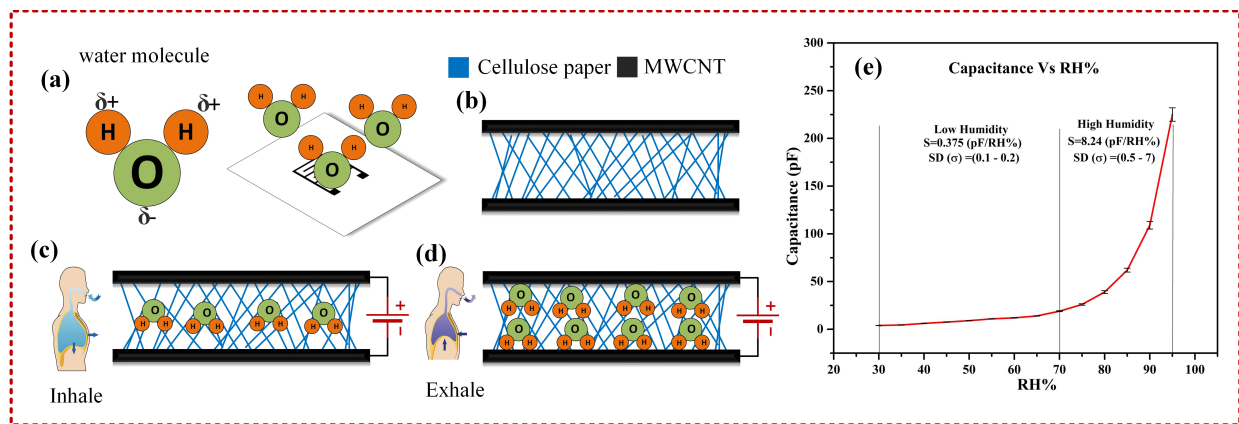 water molecule
(a)
δ+
δ+
H
H
O
δ-
H
H
O
H
H
O
H
H
O
Cellulose paper
MWCNT
(b)
(c)
Inhale
O
H
H
O
H
H
O
H
H
O
H
H
+
-
(d)
Exhale
O
H
H
O
H
H
O
H
H
O
H
H
O
H
H
O
H
H
O
H
H
O
H
H
+
-
(e)
Capacitance Vs RH%
Low Humidity
S=0.375 (pF/RH%)
SD (σ) =(0.1 - 0.2)
High Humidity
S=8.24 (pF/RH%)
SD (σ) =(0.5 - 7)
Capacitance (pF)
300
250
200
150
100
50
0
20 30 40 50 60 70 80 90 100
RH%